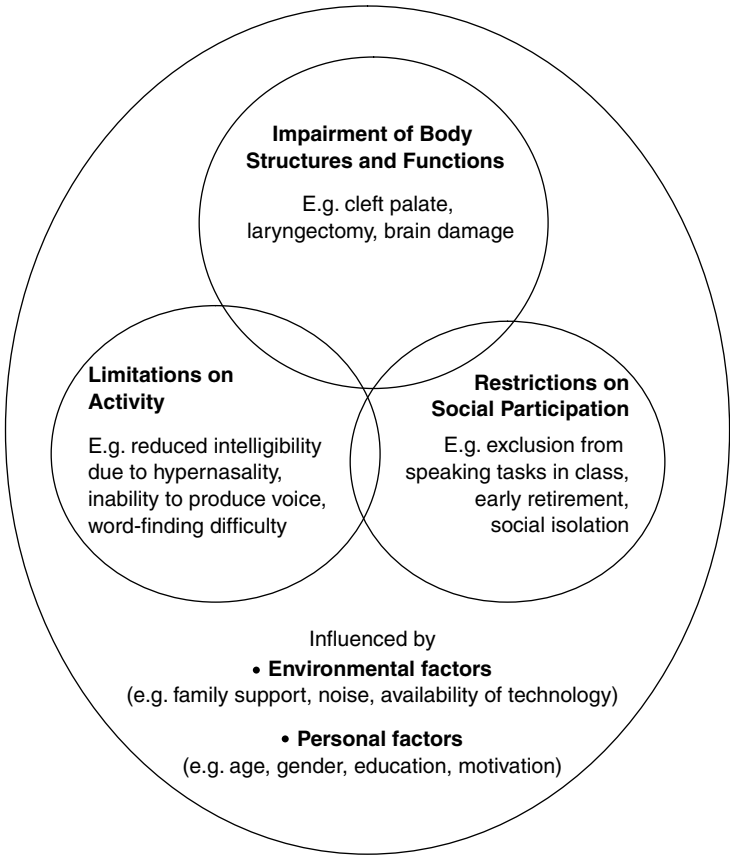 Impairment of Body
Structures and Functions
E.g. cleft palate,
laryngectomy, brain damage
Limitations on
Activity
E.g. reduced intelligibility
due to hypernasality,
inability to produce voice,
word-finding difficulty
Restrictions on
Social Participation
E.g. exclusion from
speaking tasks in class,
early retirement,
social isolation
Influenced by
• Environmental factors
(e.g. family support, noise, availability of technology)
• Personal factors
(e.g. age, gender, education, motivation)